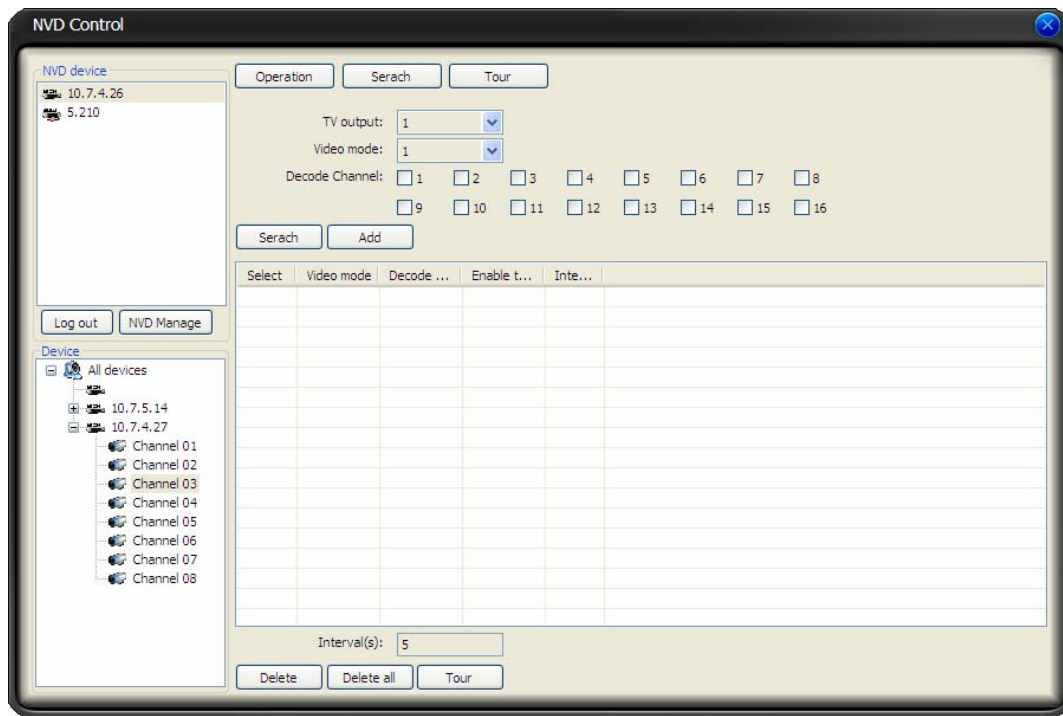 NVD Control
NVD device
10.7.4.26
5.210
Log out NVD Manage
Device
All devices
10.7.5.14
10.7.4.27
Channel 01
Channel 02
Channel 03
Channel 04
Channel 05
Channel 06
Channel 07
Channel 08
Operation Serach Tour
TV output: 1
Video mode: 1
Decode Channel: 1 2 3 4 5 6 7 8
9 10 11 12 13 14 15 16
Serach Add
Select Video mode Decode ... Enable t... Inte...
Interval(s): 5
Delete Delete all Tour